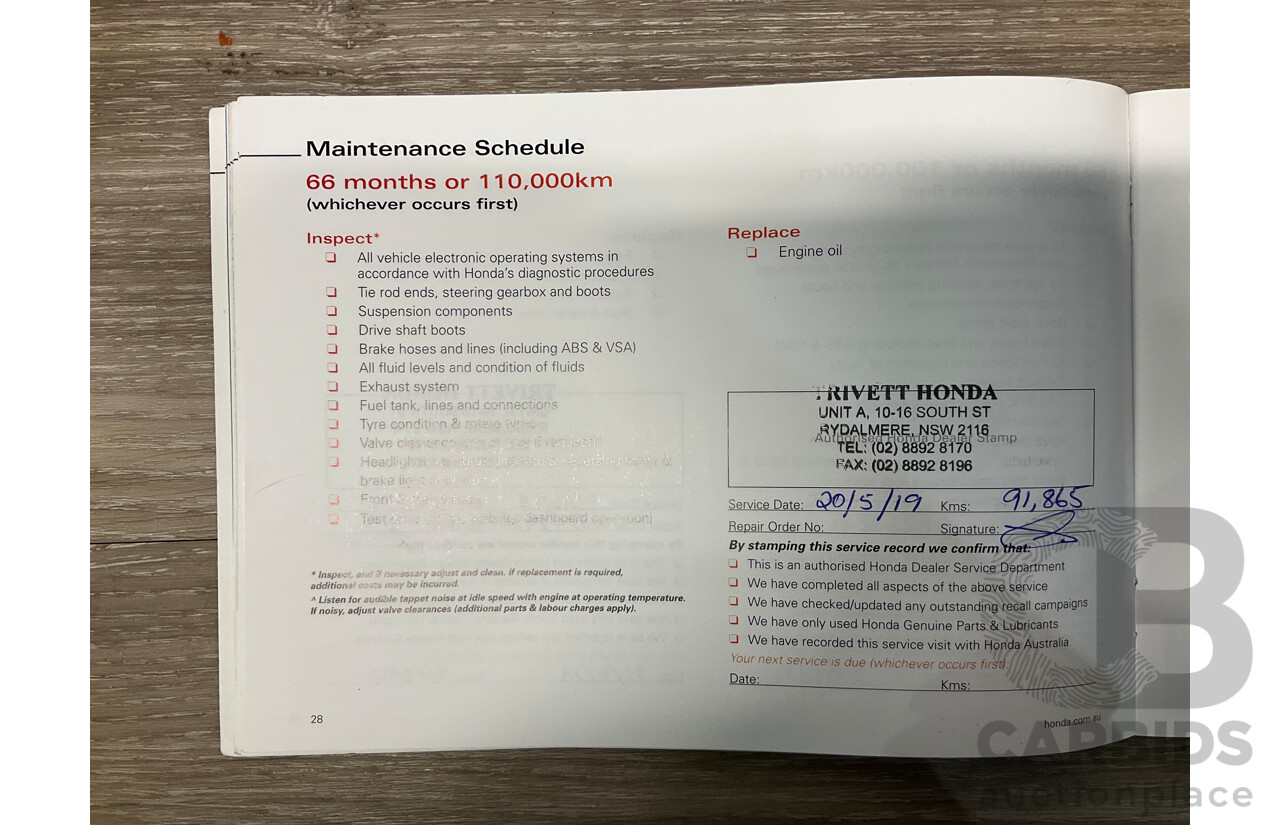 Maintenance Schedule
66 months or 110,000km
(whichever occurs first)
Inspect*
All vehicle electronic operating systems in
accordance with Honda's diagnostic procedures
Tie rod ends, steering gearbox and boots
Suspension components
Drive shaft boots
Brake hoses and lines (including ABS & VSA)
All fluid levels and condition of fluids
Exhaust system
Fuel tank, lines and connections
Tyre condition &
Valve
brake
Front
Test dashboard operation)
* Inspect, and if necessary adjust and clean. If replacement is required,
additional costs may be incurred.
^ Listen for audible tappet noise at idle speed with engine at operating temperature.
If noisy, adjust valve clearances (additional parts & labour charges apply).
28
Replace
Engine oil
TRIVETT HONDA
UNIT A, 10-16 SOUTH ST
RYDALMERE, NSW 2116
Authorised Honda Dealer Stamp
TEL: (02) 8892 8170
FAX: (02) 8892 8196
Service Date: 20/5/19 Kms: 91,865
Repair Order No: Signature:
By stamping this service record we confirm that:
This is an authorised Honda Dealer Service Department
We have completed all aspects of the above service
We have checked/updated any outstanding recall campaigns
We have only used Honda Genuine Parts & Lubricants
We have recorded this service visit with Honda Australia
Your next service is due (whichever occurs first):
Date: Kms:
honda.com.au
CARBIDS
auctionplace